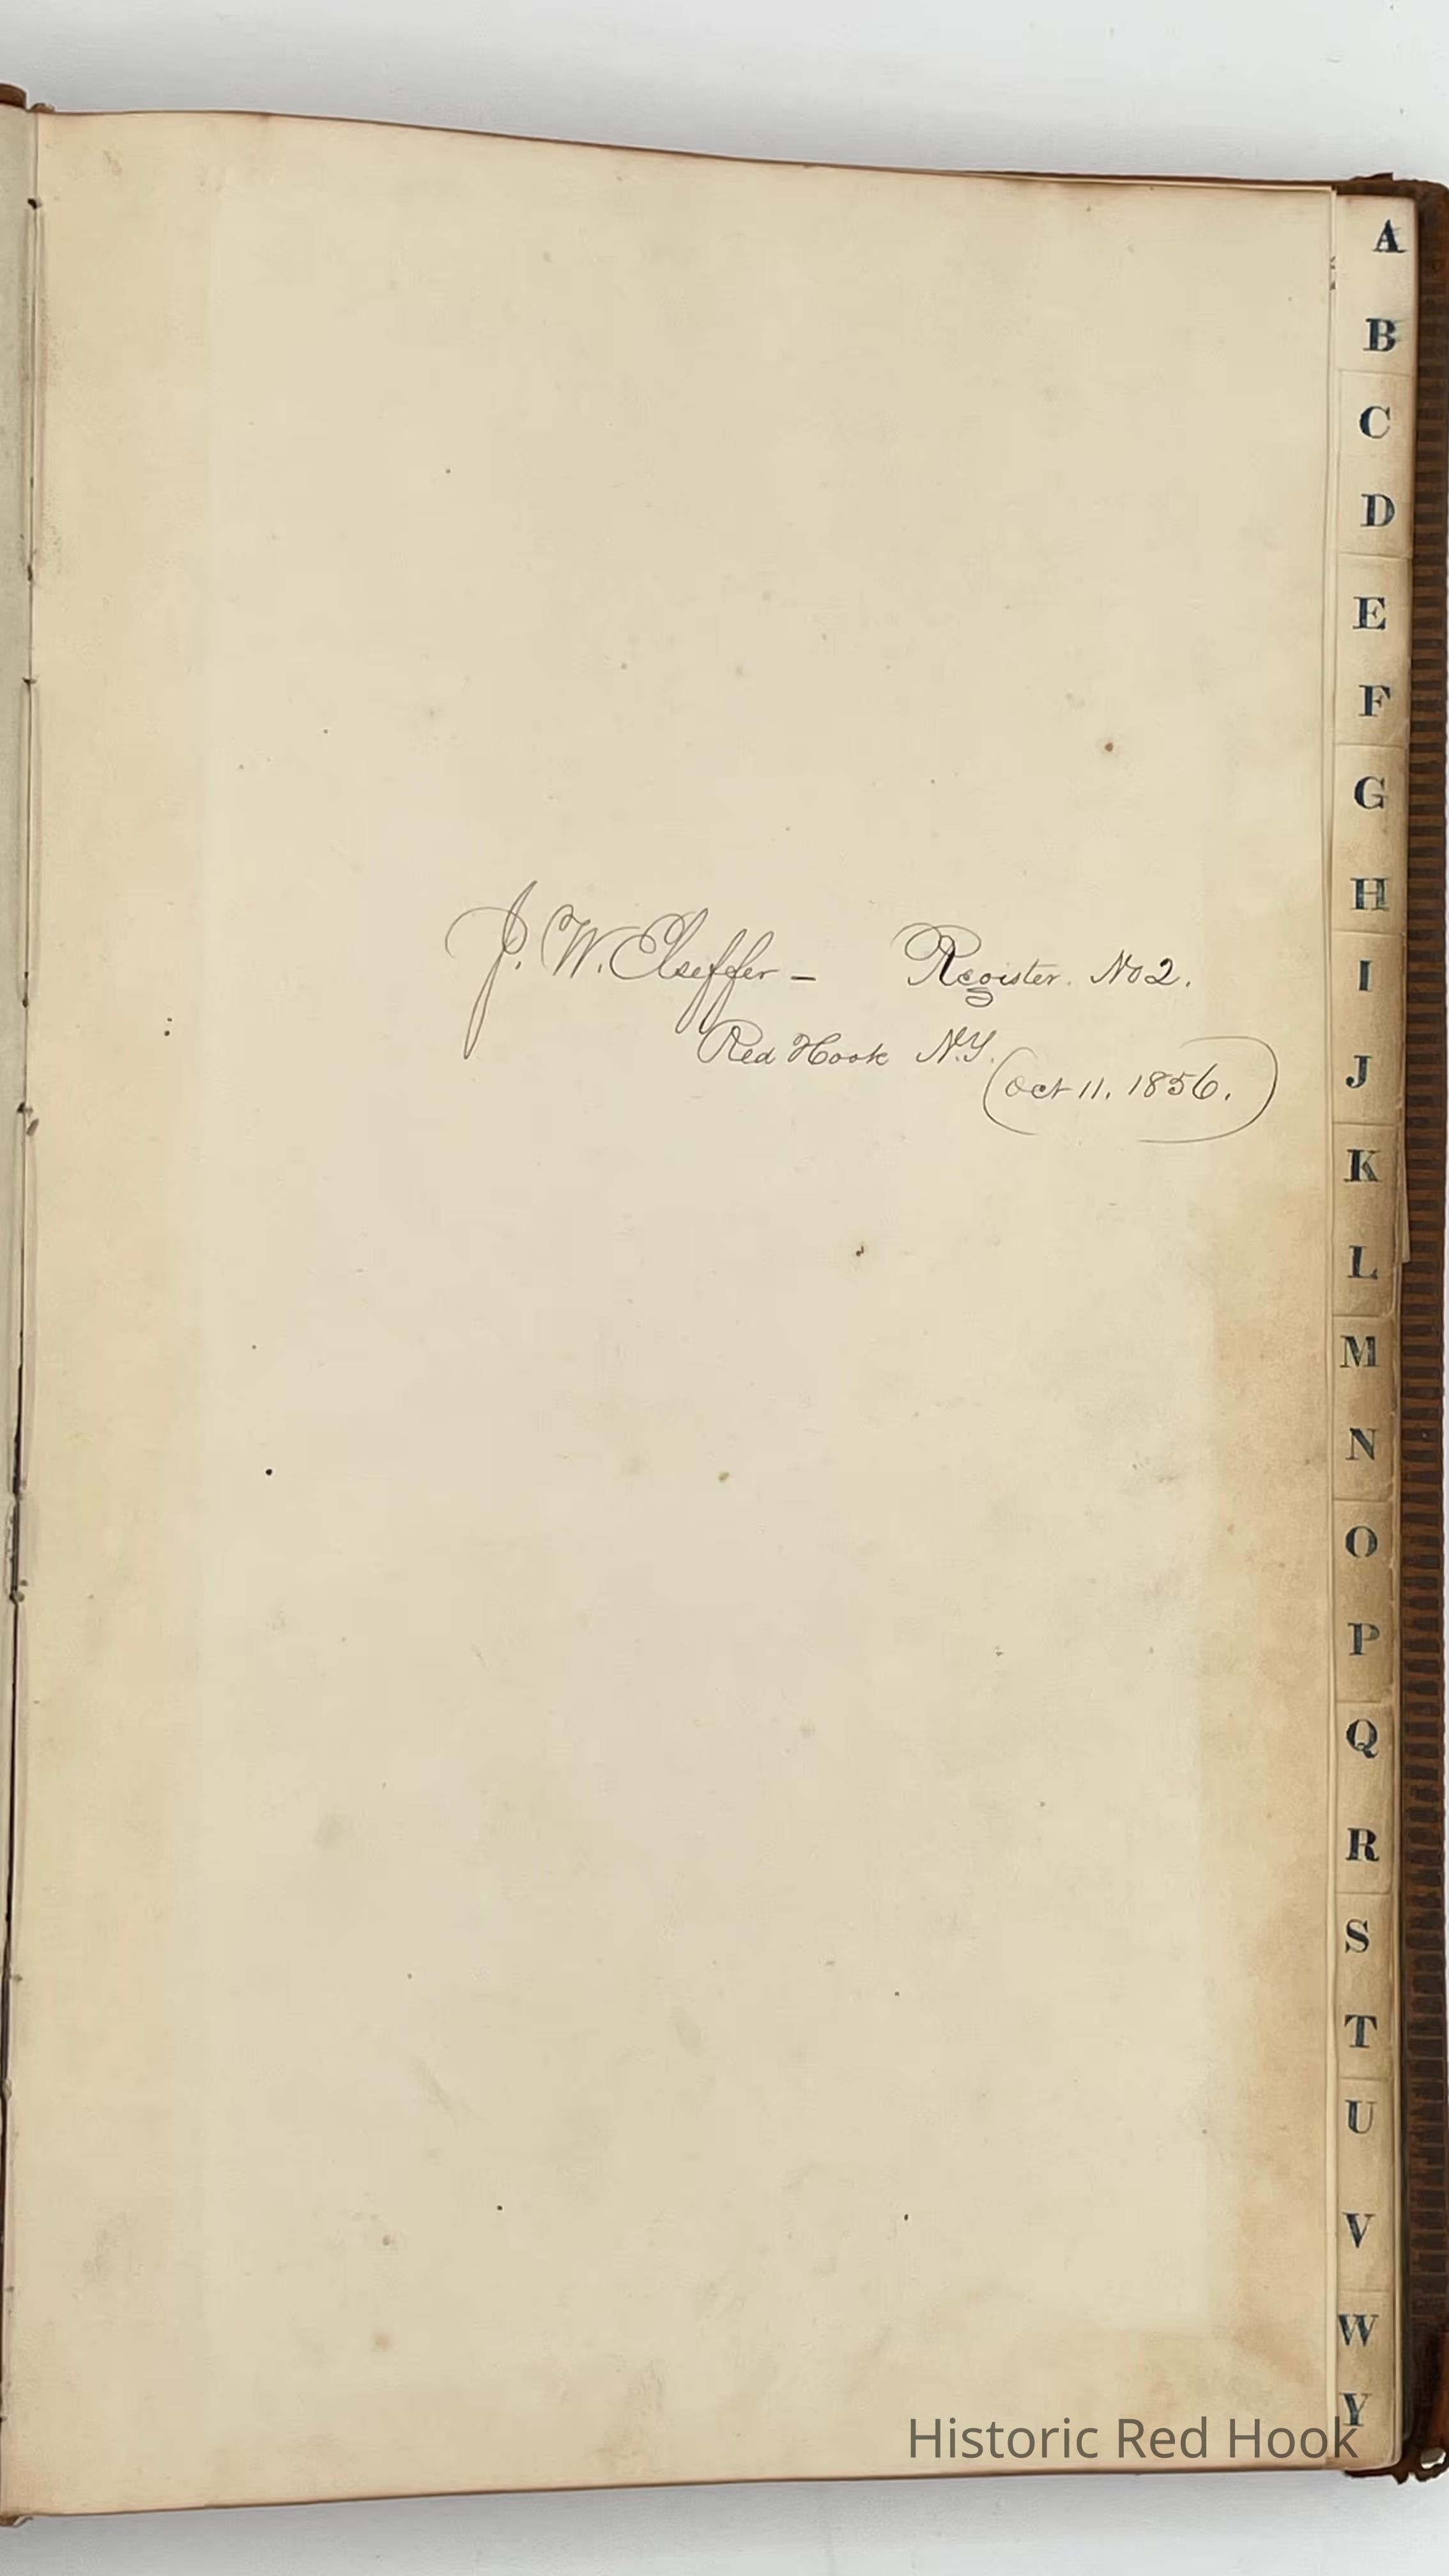 J. W. Elseffer — Register. No 2.
Red Hook N.Y.
(Oct 11. 1856.)
A
B
C
D
E
F
G
H
I
J
K
L
M
N
O
P
Q
R
S
T
U
V
W
Y
Historic Red Hook